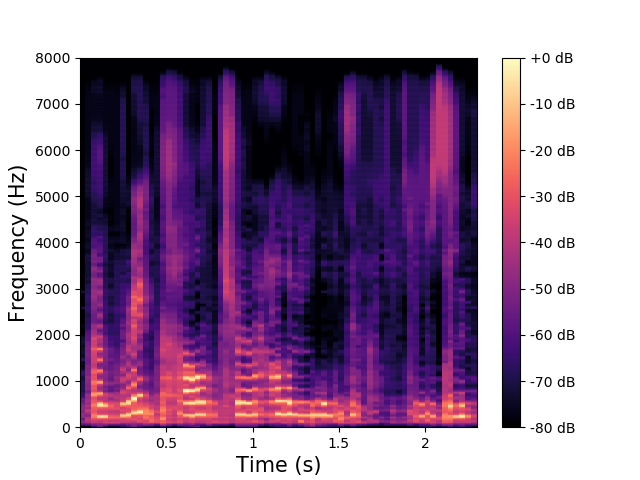 8000
7000
6000
5000
4000
3000
2000
1000
0
Frequency (Hz)
0
0.5
1
1.5
2
Time (s)
+0 dB
-10 dB
-20 dB
-30 dB
-40 dB
-50 dB
-60 dB
-70 dB
-80 dB